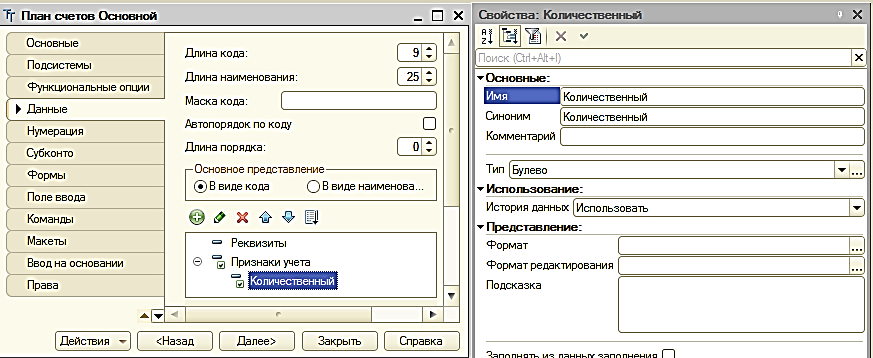 План счетов Основной
Основные
Подсистемы
Функциональные опции
Данные
Нумерация
Субконто
Формы
Поле ввода
Команды
Макеты
Ввод на основании
Права
Длина кода: 9
Длина наименования: 25
Маска кода:
Автопорядок по коду
Длина порядка: 0
Основное представление
В виде кода В виде наименова...
Реквизиты
Признаки учета
Количественный
Действия <Назад Далее> Закрыть Справка
Свойства: Количественный
Поиск (Ctrl+Alt+I)
Основные:
Имя Количественный
Синоним Количественный
Комментарий
Тип Булево
Использование:
История данных Использовать
Представление:
Формат
Формат редактирования
Подсказка
Заполнять из данных заполнения